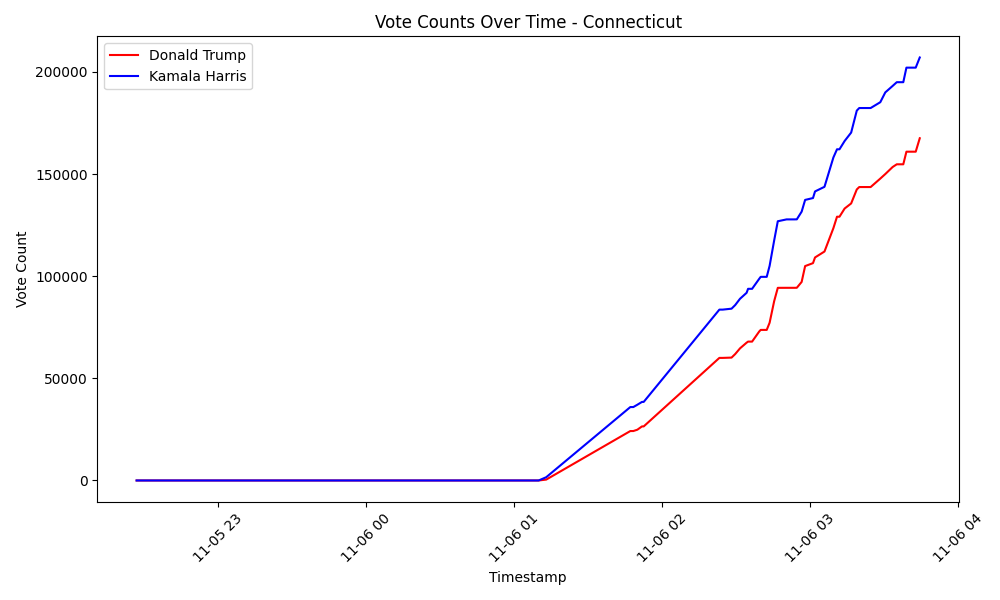 Vote Counts Over Time - Connecticut
Donald Trump
Kamala Harris
Vote Count
200000
150000
100000
50000
0
11-05 23
11-06 00
11-06 01
11-06 02
11-06 03
11-06 04
Timestamp